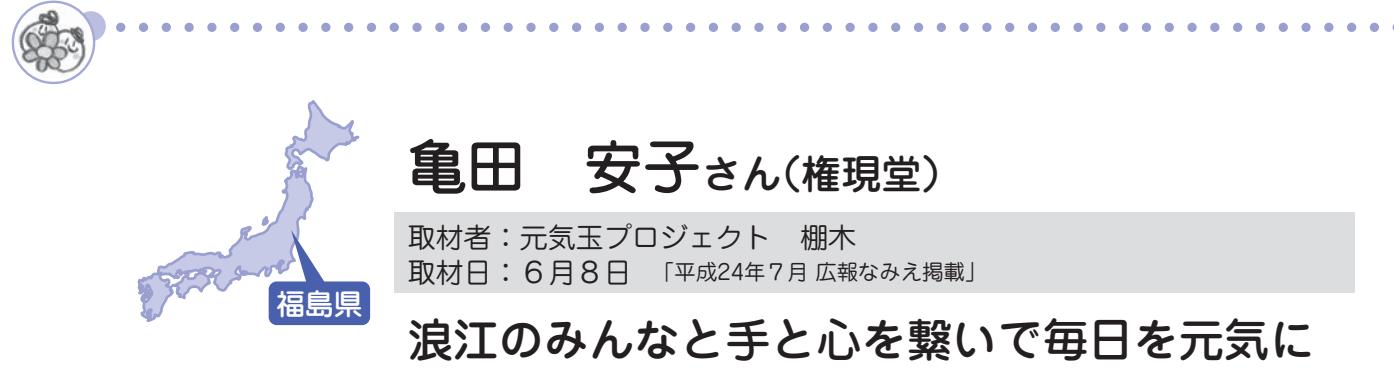 亀田　安子さん（権現堂）
取材者：元気玉プロジェクト　棚木
取材日：６月８日　「平成24年７月 広報なみえ掲載」
福島県
浪江のみんなと手と心を繋いで毎日を元気に